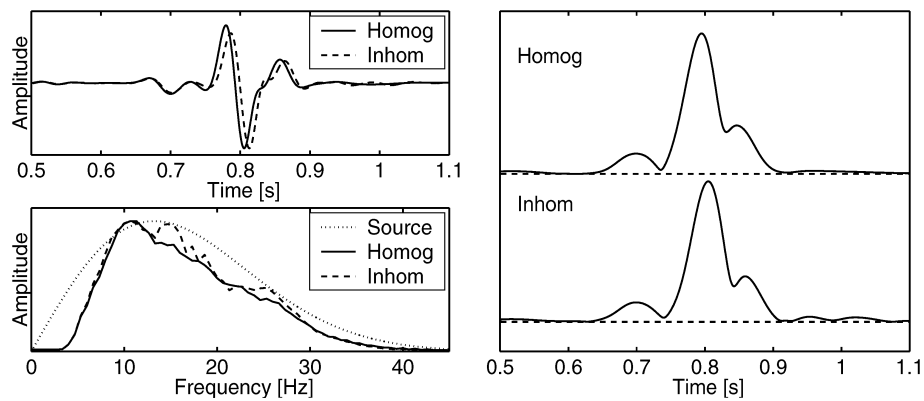 Amplitude
Homog
Inhom
0.5 0.6 0.7 0.8 0.9 1 1.1
Time [s]
Amplitude
Source
Homog
Inhom
0 10 20 30 40
Frequency [Hz]
Homog
Inhom
0.5 0.6 0.7 0.8 0.9 1 1.1
Time [s]